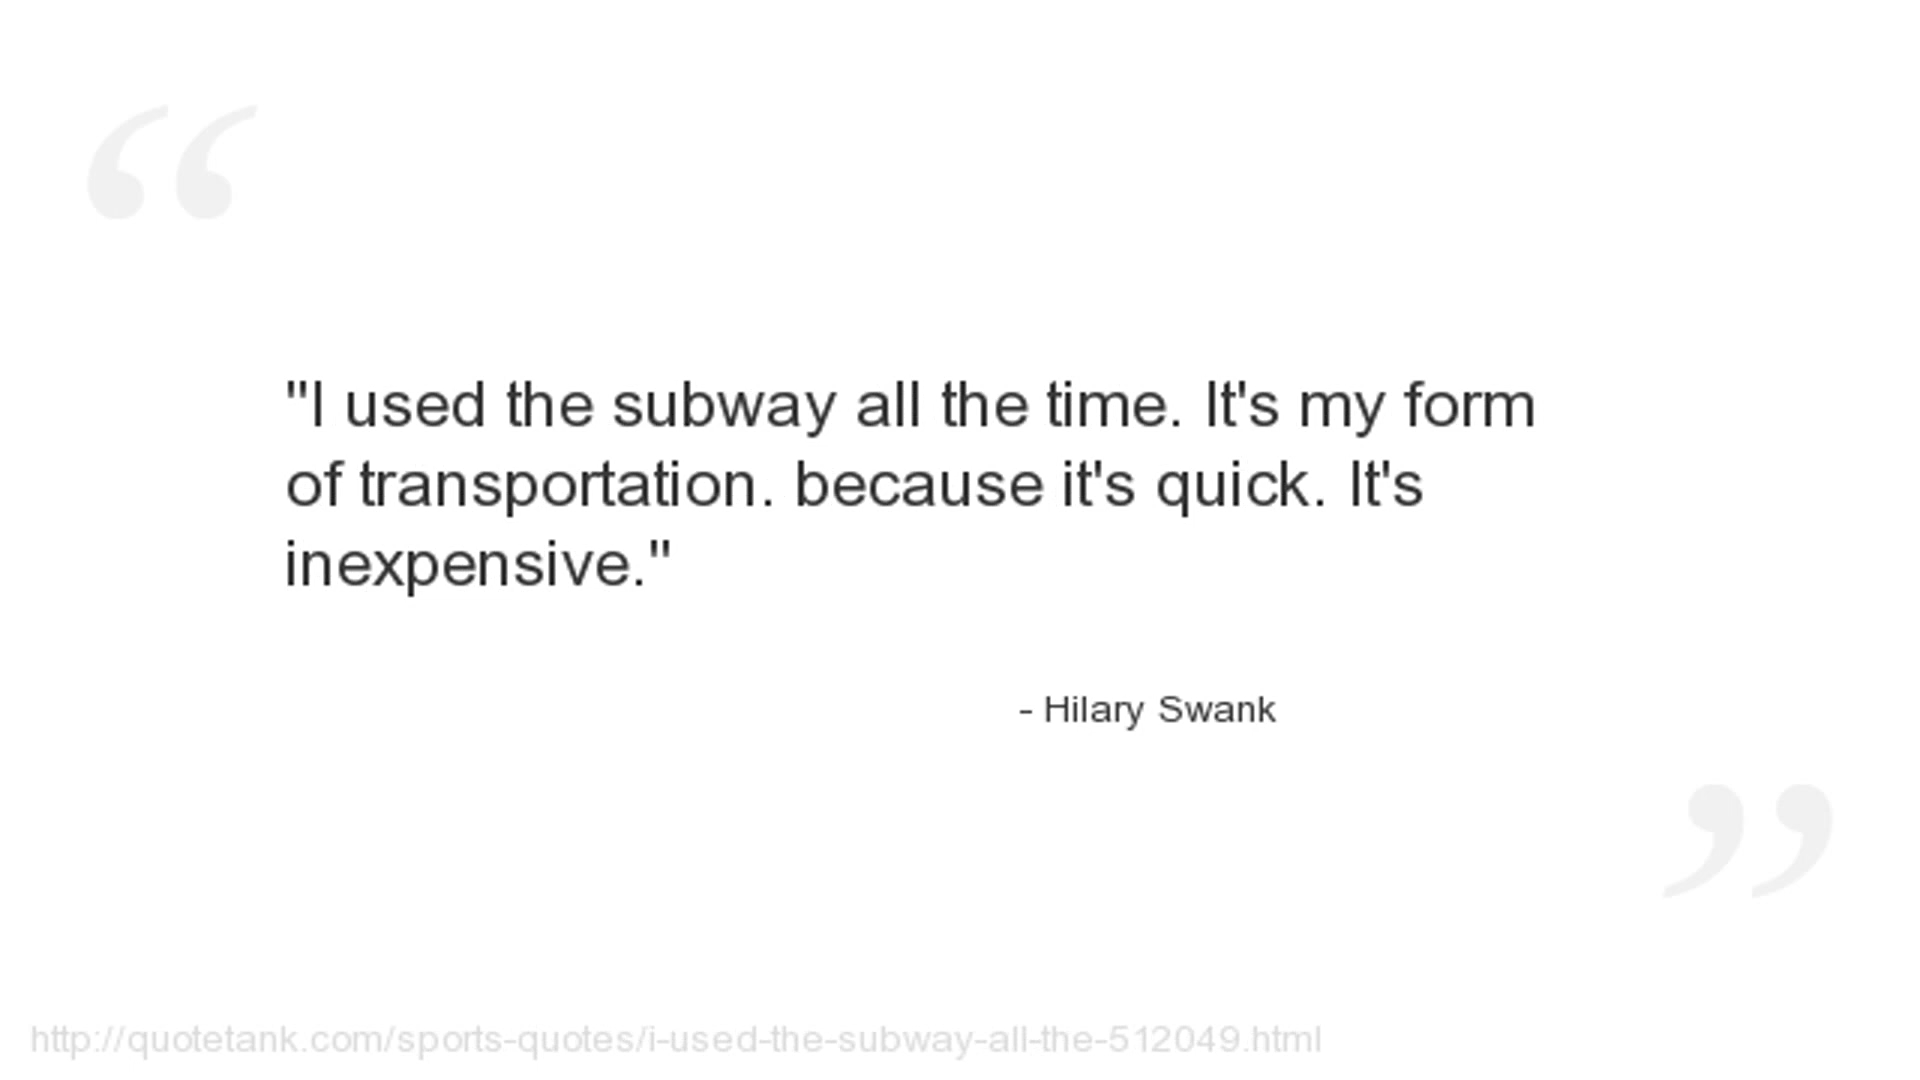 "I used the subway all the time. It's my form
of transportation. because it's quick. It's
inexpensive."
- Hilary Swank
http://quotetank.com/sports-quotes/i-used-the-subway-all-the-512049.html